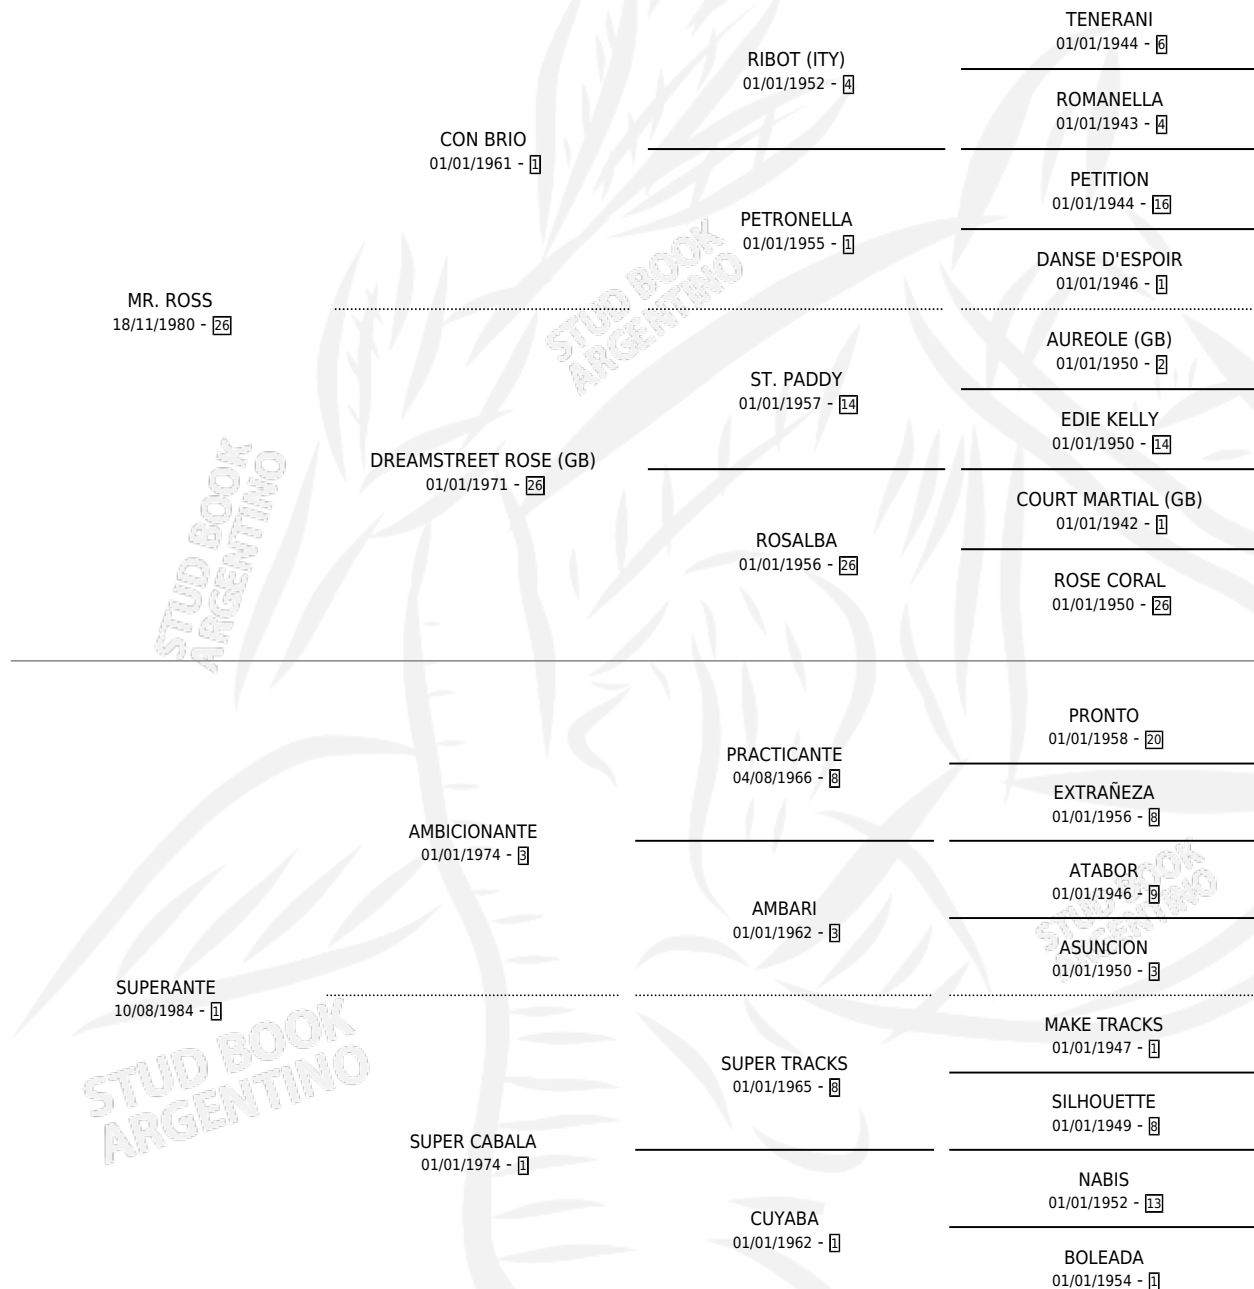 TENERANI
01/01/1944 - 6
RIBOT (ITY)
01/01/1952 - 4
ROMANELLA
01/01/1943 - 4
CON BRIO
01/01/1961 - 1
PETITION
01/01/1944 - 16
PETRONELLA
01/01/1955 - 1
DANSE D'ESPOIR
01/01/1946 - 1
MR. ROSS
18/11/1980 - 26
AUREOLE (GB)
01/01/1950 - 2
ST. PADDY
01/01/1957 - 14
EDIE KELLY
01/01/1950 - 14
DREAMSTREET ROSE (GB)
01/01/1971 - 26
COURT MARTIAL (GB)
01/01/1942 - 1
ROSALBA
01/01/1956 - 26
ROSE CORAL
01/01/1950 - 26
PRONTO
01/01/1958 - 20
PRACTICANTE
04/08/1966 - 8
EXTRAÑEZA
01/01/1956 - 8
AMBICIONANTE
01/01/1974 - 3
ATABOR
01/01/1946 - 9
AMBARI
01/01/1962 - 3
ASUNCION
01/01/1950 - 3
SUPERANTE
10/08/1984 - 1
MAKE TRACKS
01/01/1947 - 1
SUPER TRACKS
01/01/1965 - 8
SILHOUETTE
01/01/1949 - 8
SUPER CABALA
01/01/1974 - 1
NABIS
01/01/1952 - 13
CUYABA
01/01/1962 - 1
BOLEADA
01/01/1954 - 1
STUD BOOK
ARGENTINO
STUD BOOK
ARGENTINO
STUD BOOK
ARGENTINO
STUD BOOK
ARGENTINO